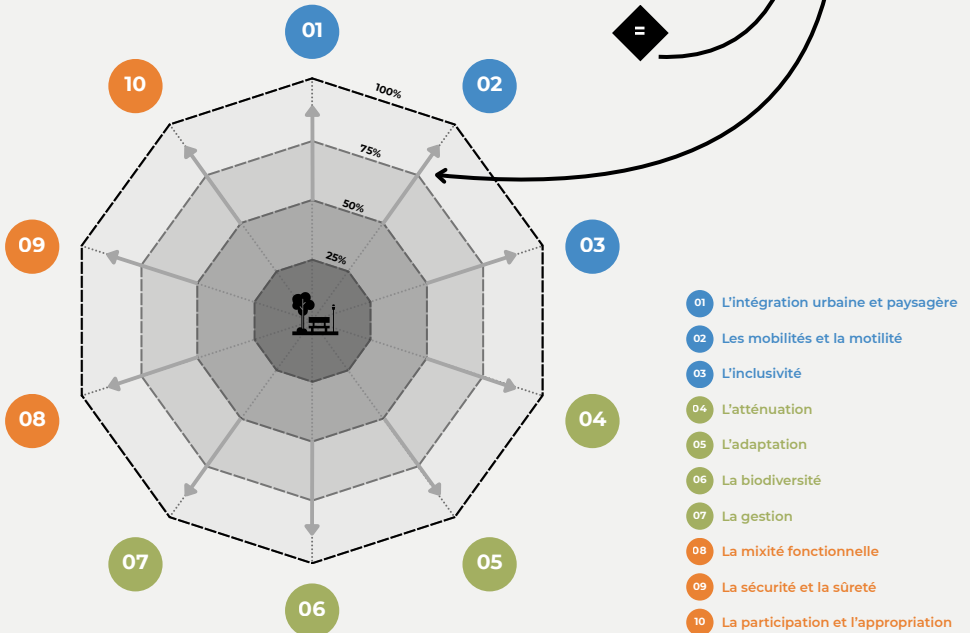 =
01
02
03
04
05
06
07
08
09
10
100%
75%
50%
25%
01 L'intégration urbaine et paysagère
02 Les mobilités et la motilité
03 L'inclusivité
04 L'atténuation
05 L'adaptation
06 La biodiversité
07 La gestion
08 La mixité fonctionnelle
09 La sécurité et la sûreté
10 La participation et l'appropriation